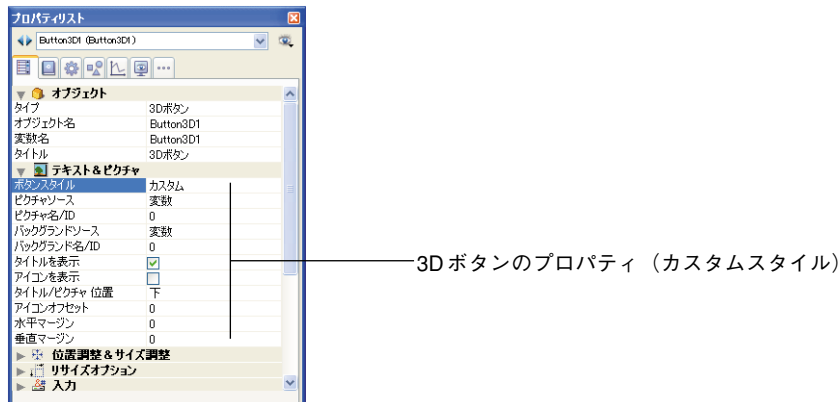 プロパティリスト
Button3D1 (Button3D1)
オブジェクト
タイプ 3Dボタン
オブジェクト名 Button3D1
変数名 Button3D1
タイトル 3Dボタン
テキスト＆ピクチャ
ボタンスタイル カスタム
ピクチャソース 変数
ピクチャ名/ID 0
バックグランドソース 変数
バックグランド名/ID 0
タイトルを表示
アイコンを表示
タイトル/ピクチャ 位置 下
アイコンオフセット 0
水平マージン 0
垂直マージン 0
位置調整＆サイズ調整
リサイズオプション
入力
3Dボタンのプロパティ（カスタムスタイル）